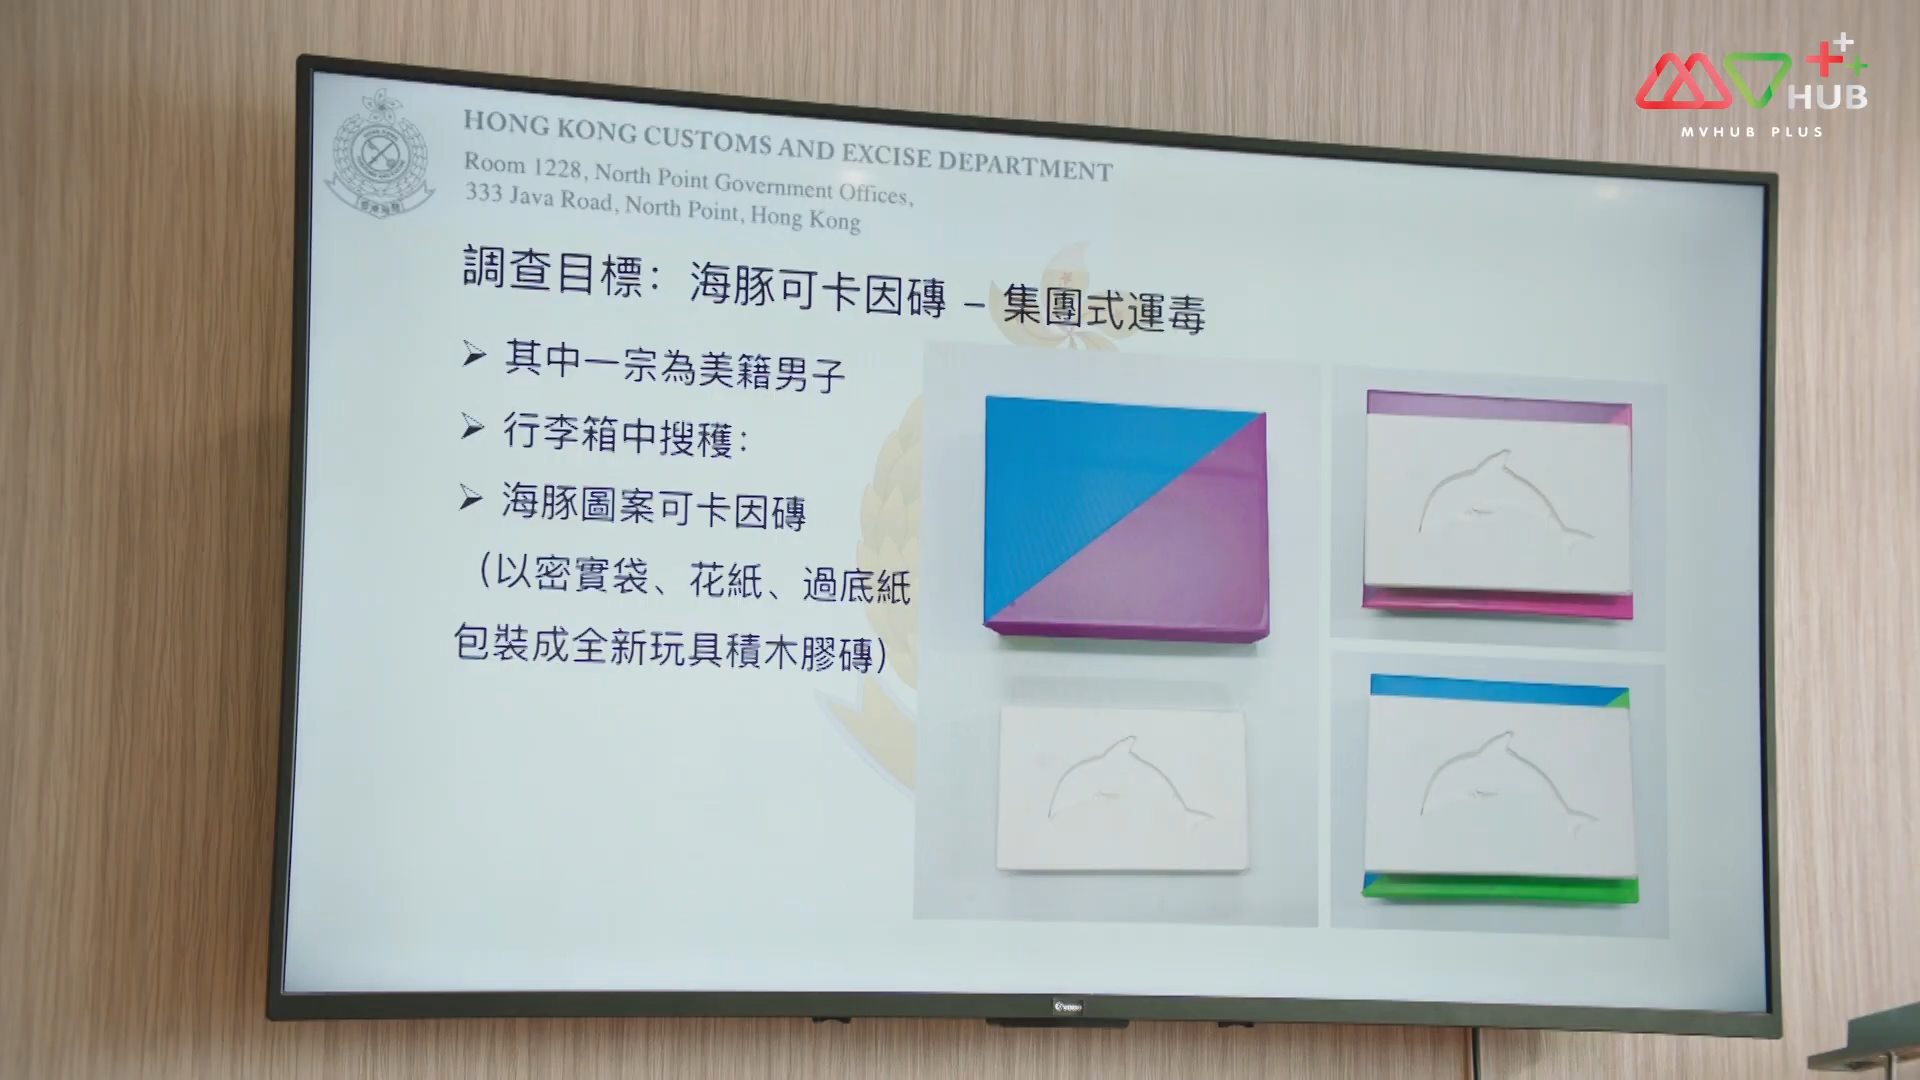 HONG KONG CUSTOMS AND EXCISE DEPARTMENT
Room 1228, North Point Government Offices,
333 Java Road, North Point, Hong Kong
調查目標：海豚可卡因磚 – 集團式運毒
➢ 其中一宗為美籍男子
➢ 行李箱中搜穫：
➢ 海豚圖案可卡因磚
（以密實袋、花紙、過底紙
包裝成全新玩具積木膠磚）
MV HUB
MVHUB PLUS